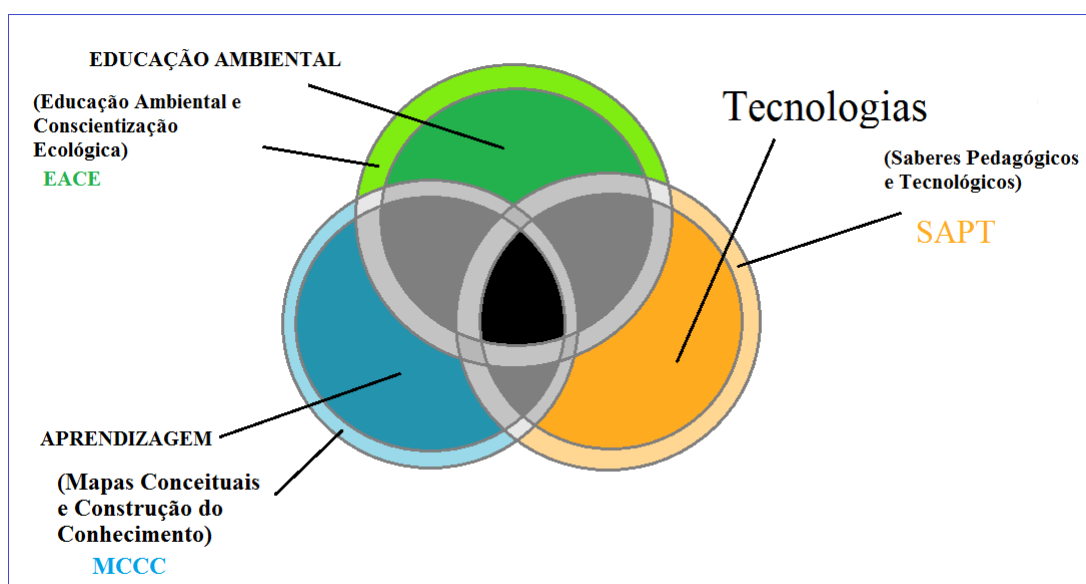 EDUCAÇÃO AMBIENTAL
(Educação Ambiental e
Conscientização
Ecológica)
EACE
Tecnologias
(Saberes Pedagógicos
e Tecnológicos)
SAPT
APRENDIZAGEM
(Mapas Conceituais
e Construção do
Conhecimento)
MCCC